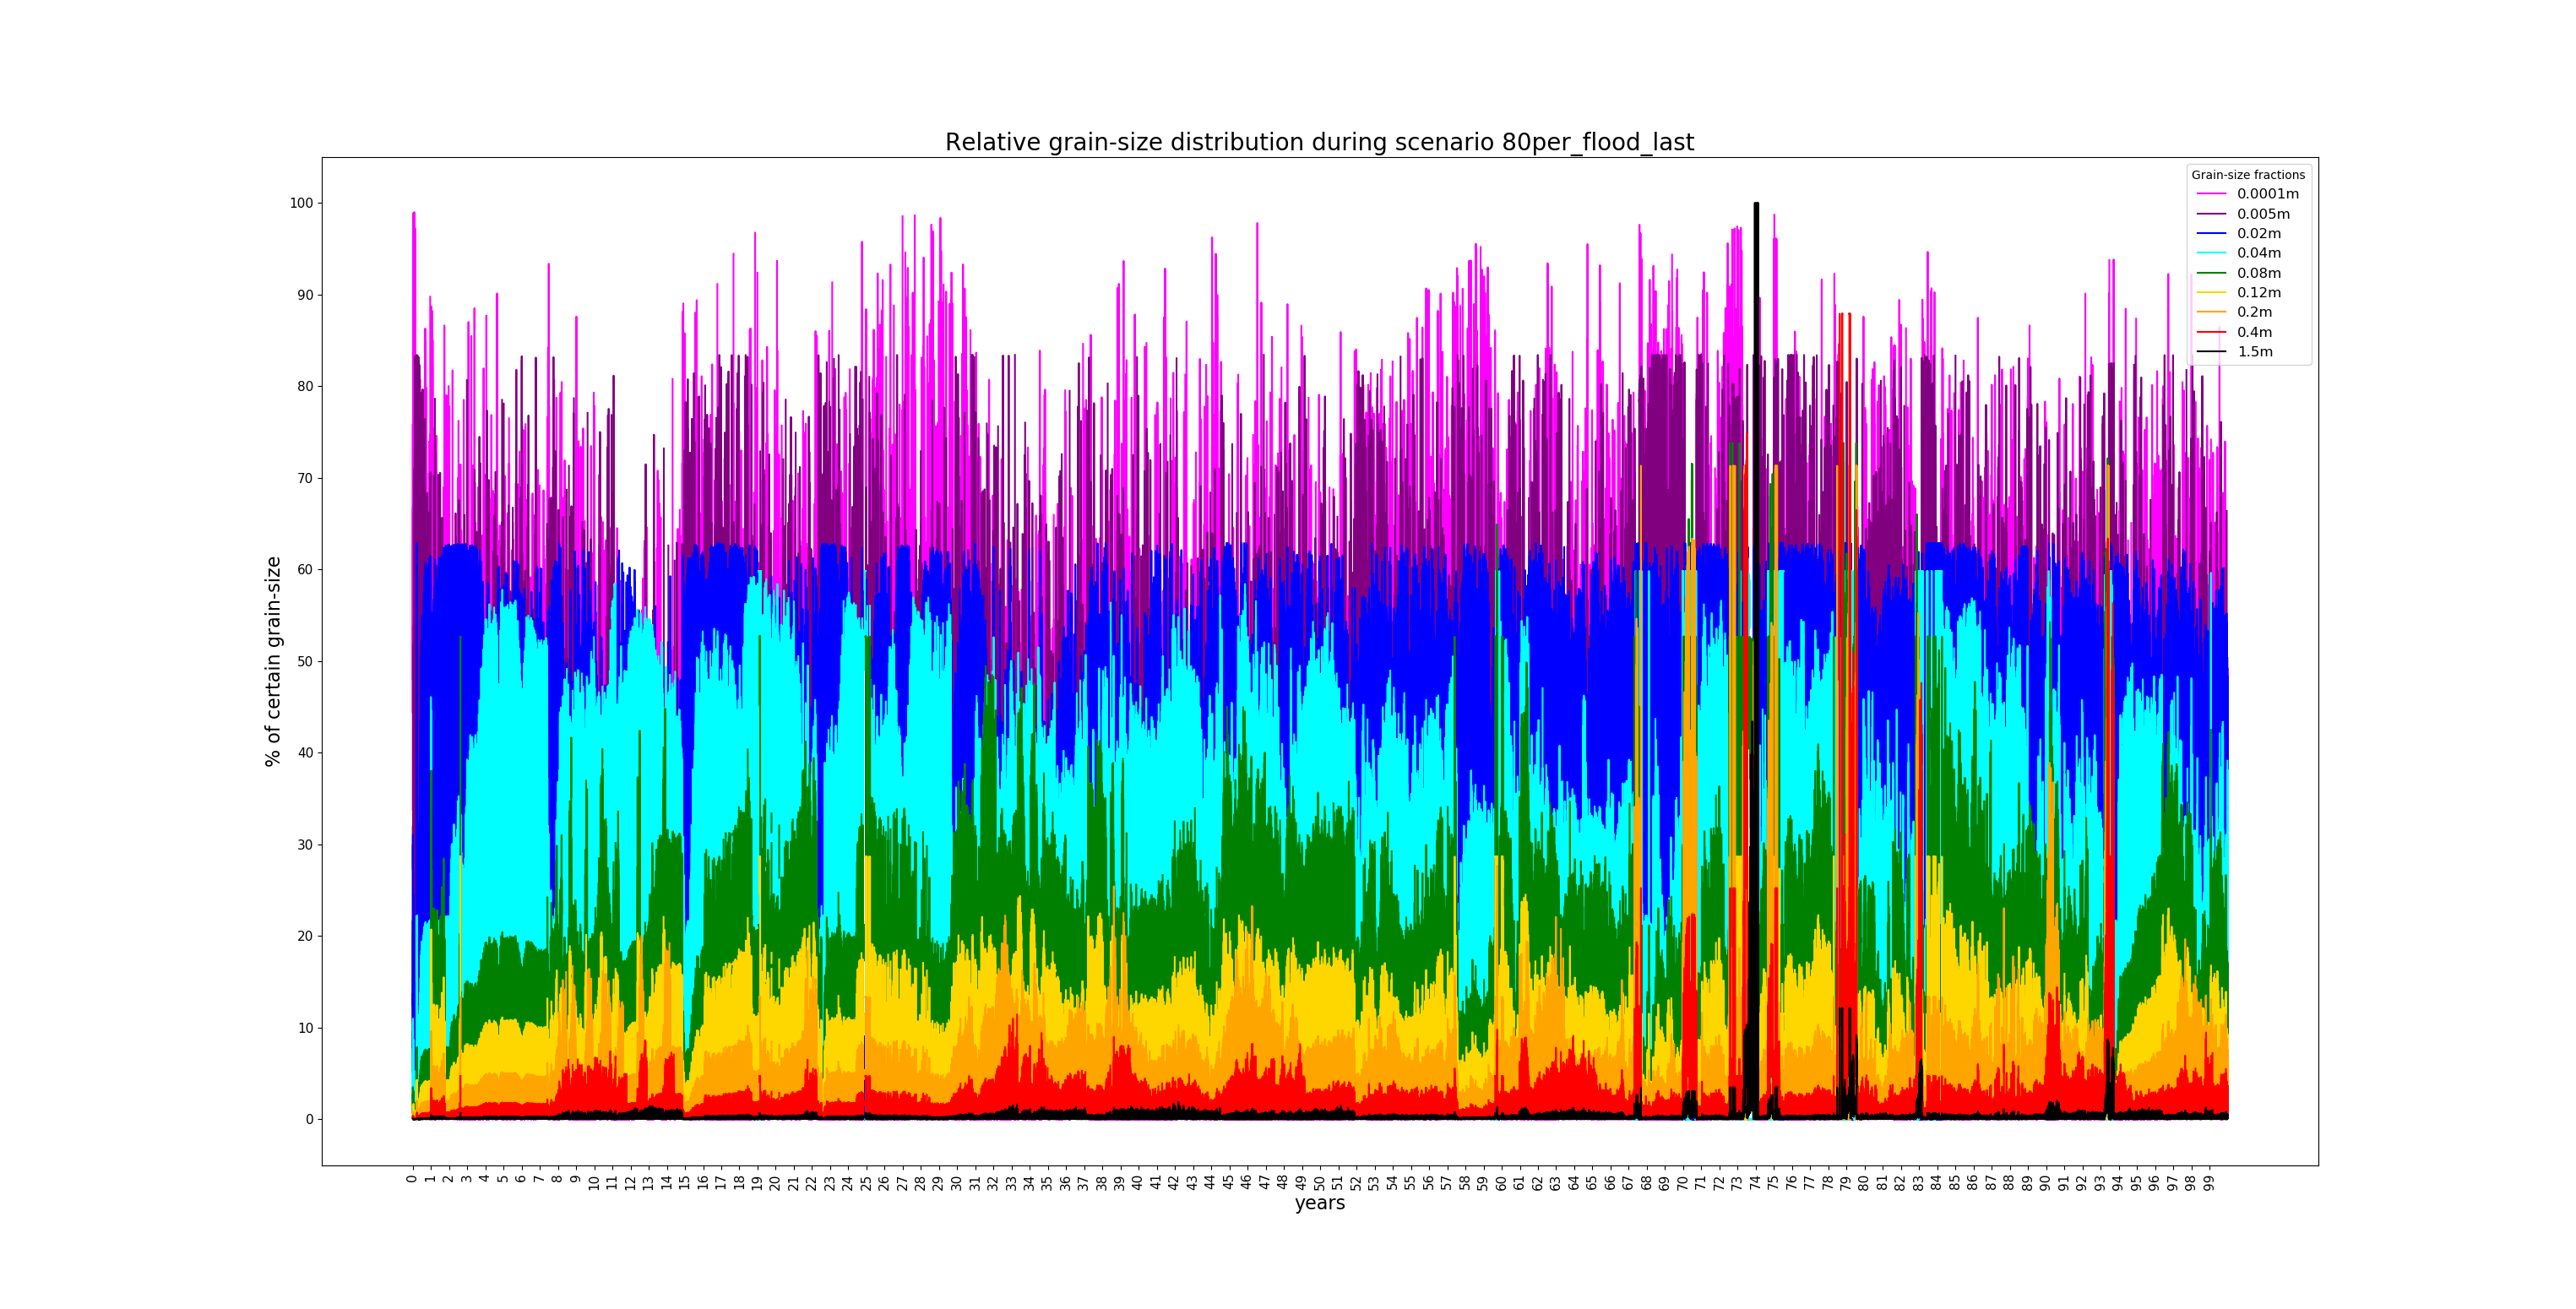 Relative grain-size distribution during scenario 80per_flood_last
Grain-size fractions
0.0001m
0.005m
0.02m
0.04m
0.08m
0.12m
0.2m
0.4m
1.5m
% of certain grain-size
100
90
80
70
60
50
40
30
20
10
0
0 1 2 3 4 5 6 7 8 9 10 11 12 13 14 15 16 17 18 19 20 21 22 23 24 25 26 27 28 29 30 31 32 33 34 35 36 37 38 39 40 41 42 43 44 45 46 47 48 49 50 51 52 53 54 55 56 57 58 59 60 61 62 63 64 65 66 67 68 69 70 71 72 73 74 75 76 77 78 79 80 81 82 83 84 85 86 87 88 89 90 91 92 93 94 95 96 97 98 99
years